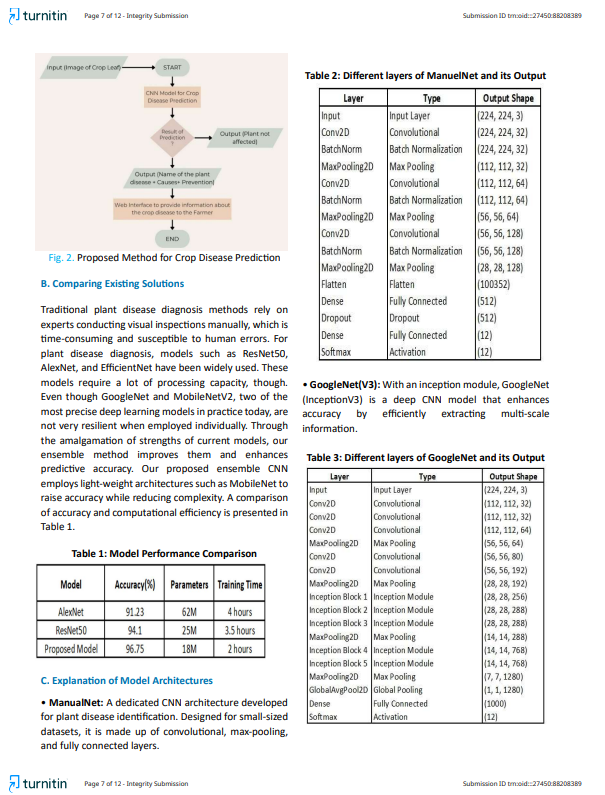 turnitin Page 7 of 12 - Integrity Submission Submission ID trn:oid:::27450:88208389
Input (Image of Crop Leaf)
START
CNN Model for Crop
Disease Prediction
Result of
Prediction
?
Output (Plant not
affected)
Output (Name of the plant
disease + Causes+ Prevention)
Web Interface to provide information about
the crop disease to the Farmer
END
Fig. 2. Proposed Method for Crop Disease Prediction
B. Comparing Existing Solutions
Traditional plant disease diagnosis methods rely on
experts conducting visual inspections manually, which is
time-consuming and susceptible to human errors. For
plant disease diagnosis, models such as ResNet50,
AlexNet, and EfficientNet have been widely used. These
models require a lot of processing capacity, though.
Even though GoogleNet and MobileNetV2, two of the
most precise deep learning models in practice today, are
not very resilient when employed individually. Through
the amalgamation of strengths of current models, our
ensemble method improves them and enhances
predictive accuracy. Our proposed ensemble CNN
employs light-weight architectures such as MobileNet to
raise accuracy while reducing complexity. A comparison
of accuracy and computational efficiency is presented in
Table 1.
Table 1: Model Performance Comparison
Model Accuracy(%) Parameters Training Time
AlexNet 91.23 62M 4 hours
ResNet50 94.1 25M 3.5 hours
Proposed Model 96.75 18M 2 hours
C. Explanation of Model Architectures
• ManualNet: A dedicated CNN architecture developed
for plant disease identification. Designed for small-sized
datasets, it is made up of convolutional, max-pooling,
and fully connected layers.
Table 2: Different layers of ManuelNet and its Output
Layer Type Output Shape
Input Input Layer (224, 224, 3)
Conv2D Convolutional (224, 224, 32)
BatchNorm Batch Normalization (224, 224, 32)
MaxPooling2D Max Pooling (112, 112, 32)
Conv2D Convolutional (112, 112, 64)
BatchNorm Batch Normalization (112, 112, 64)
MaxPooling2D Max Pooling (56, 56, 64)
Conv2D Convolutional (56, 56, 128)
BatchNorm Batch Normalization (56, 56, 128)
MaxPooling2D Max Pooling (28, 28, 128)
Flatten Flatten (100352)
Dense Fully Connected (512)
Dropout Dropout (512)
Dense Fully Connected (12)
Softmax Activation (12)
• GoogleNet(V3): With an inception module, GoogleNet
(InceptionV3) is a deep CNN model that enhances
accuracy by efficiently extracting multi-scale
information.
Table 3: Different layers of GoogleNet and its Output
Layer Type Output Shape
Input Input Layer (224, 224, 3)
Conv2D Convolutional (112, 112, 32)
Conv2D Convolutional (112, 112, 32)
Conv2D Convolutional (112, 112, 64)
MaxPooling2D Max Pooling (56, 56, 64)
Conv2D Convolutional (56, 56, 80)
Conv2D Convolutional (56, 56, 192)
MaxPooling2D Max Pooling (28, 28, 192)
Inception Block 1 Inception Module (28, 28, 256)
Inception Block 2 Inception Module (28, 28, 288)
Inception Block 3 Inception Module (28, 28, 288)
MaxPooling2D Max Pooling (14, 14, 288)
Inception Block 4 Inception Module (14, 14, 768)
Inception Block 5 Inception Module (14, 14, 768)
MaxPooling2D Max Pooling (7, 7, 1280)
GlobalAvgPool2D Global Pooling (1, 1, 1280)
Dense Fully Connected (1000)
Softmax Activation (12)
turnitin Page 7 of 12 - Integrity Submission Submission ID trn:oid:::27450:88208389